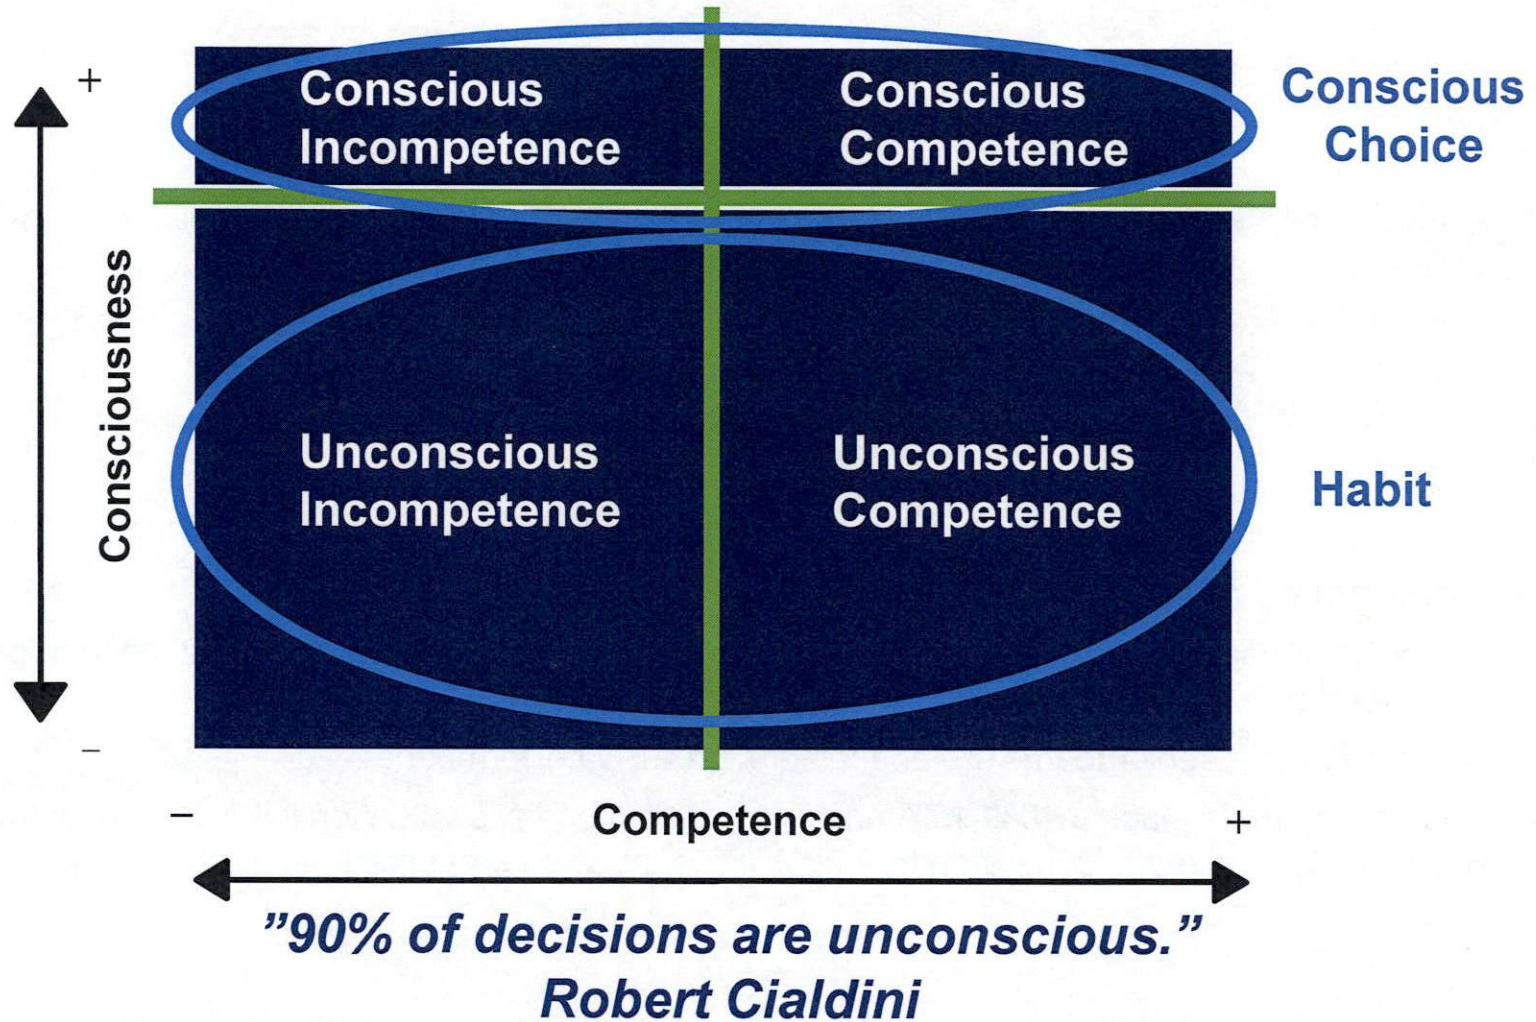 +
Conscious
Incompetence
Conscious
Competence
Conscious
Choice
Consciousness
Unconscious
Incompetence
Unconscious
Competence
Habit
–
–
Competence
+
”90% of decisions are unconscious.”
Robert Cialdini